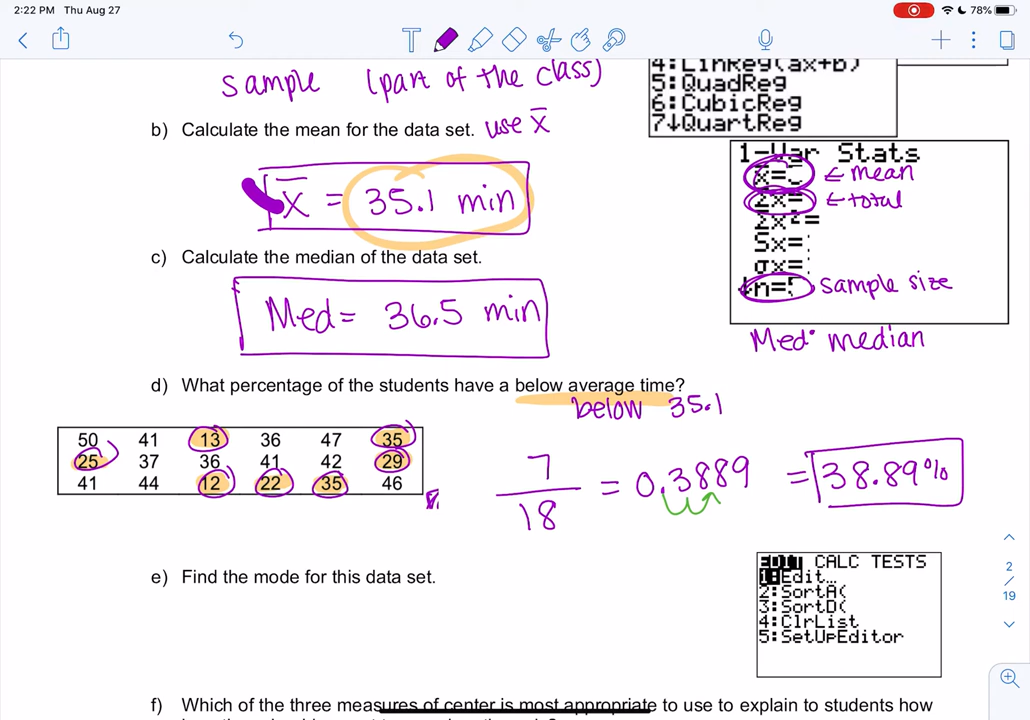 2:22 PM Thu Aug 27
78%
sample (part of the class)
4:LinReg(ax+b)
5:QuadReg
6:CubicReg
7↓QuartReg
b) Calculate the mean for the data set. use x̄
x̄ = 35.1 min
1-Var Stats
x̄= ← mean
Σx= ← total
Σx²=
Sx=
σx=
↓n= sample size
Med: median
c) Calculate the median of the data set.
Med= 36.5 min
d) What percentage of the students have a below average time?
below 35.1
50 41 13 36 47 35
25 37 36 41 42 29
41 44 12 22 35 46
7/18 = 0.3889 = 38.89%
e) Find the mode for this data set.
EDIT CALC TESTS
1:Edit…
2:SortA(
3:SortD(
4:ClrList
5:SetUpEditor
2
/
19
f) Which of the three measures of center is most appropriate to use to explain to students how